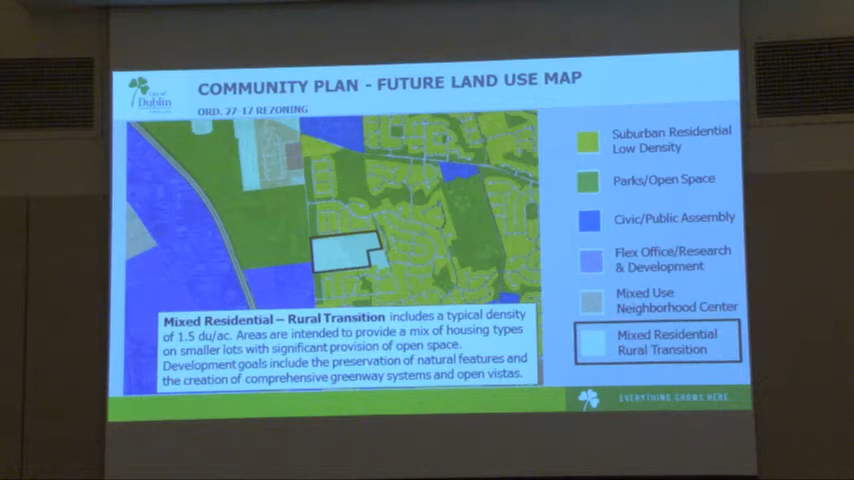 City of
Dublin
COMMUNITY PLAN - FUTURE LAND USE MAP
ORD. 27-17 REZONING
Suburban Residential
Low Density
Parks/Open Space
Civic/Public Assembly
Flex Office/Research
& Development
Mixed Use
Neighborhood Center
Mixed Residential
Rural Transition
Mixed Residential – Rural Transition includes a typical density
of 1.5 du/ac. Areas are intended to provide a mix of housing types
on smaller lots with significant provision of open space.
Development goals include the preservation of natural features and
the creation of comprehensive greenway systems and open vistas.
EVERYTHING GROWS HERE.